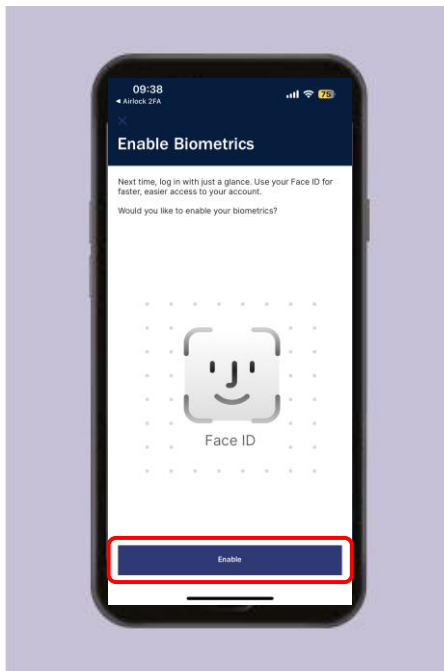 09:38
75
◀ Airlock 2FA
Enable Biometrics
Next time, log in with just a glance. Use your Face ID for
faster, easier access to your account.
Would you like to enable your biometrics?
Face ID
Enable